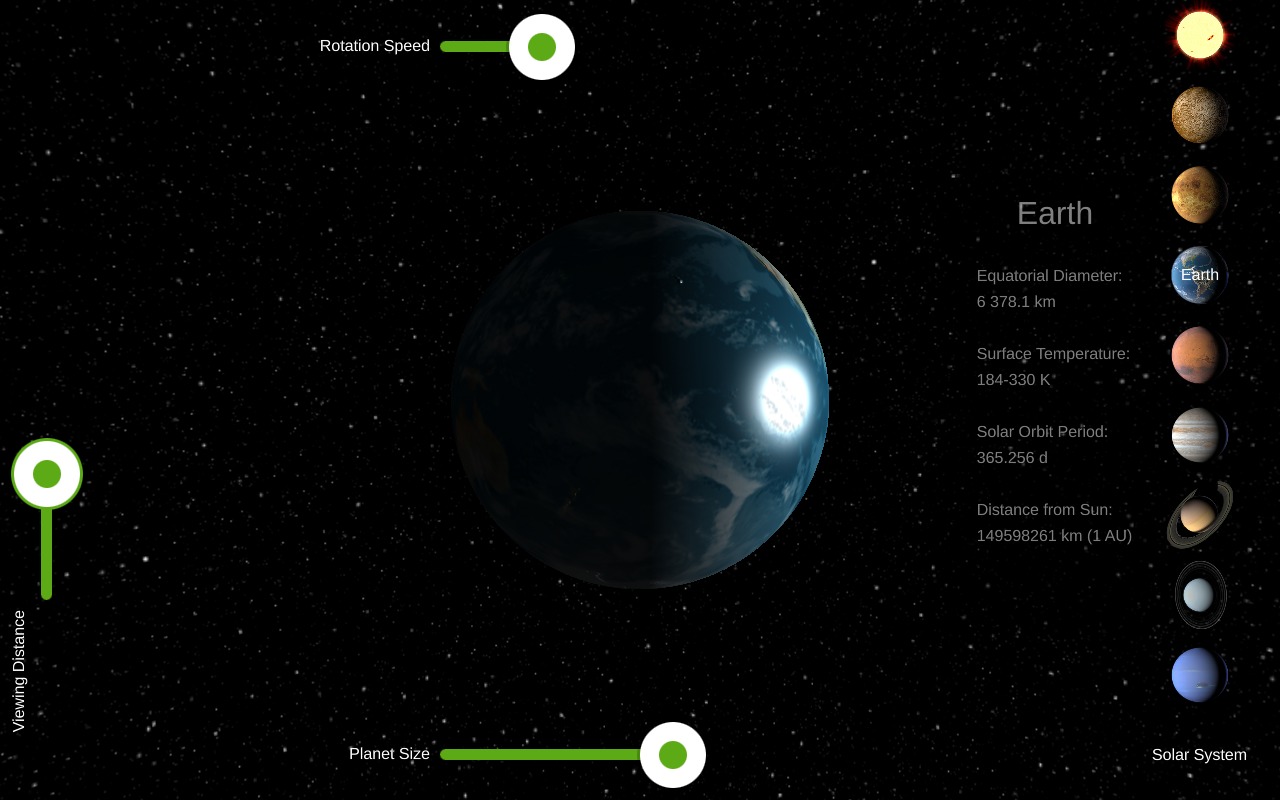 Rotation Speed
Earth
Equatorial Diameter:
6 378.1 km
Surface Temperature:
184-330 K
Solar Orbit Period:
365.256 d
Distance from Sun:
149598261 km (1 AU)
Earth
Viewing Distance
Planet Size
Solar System